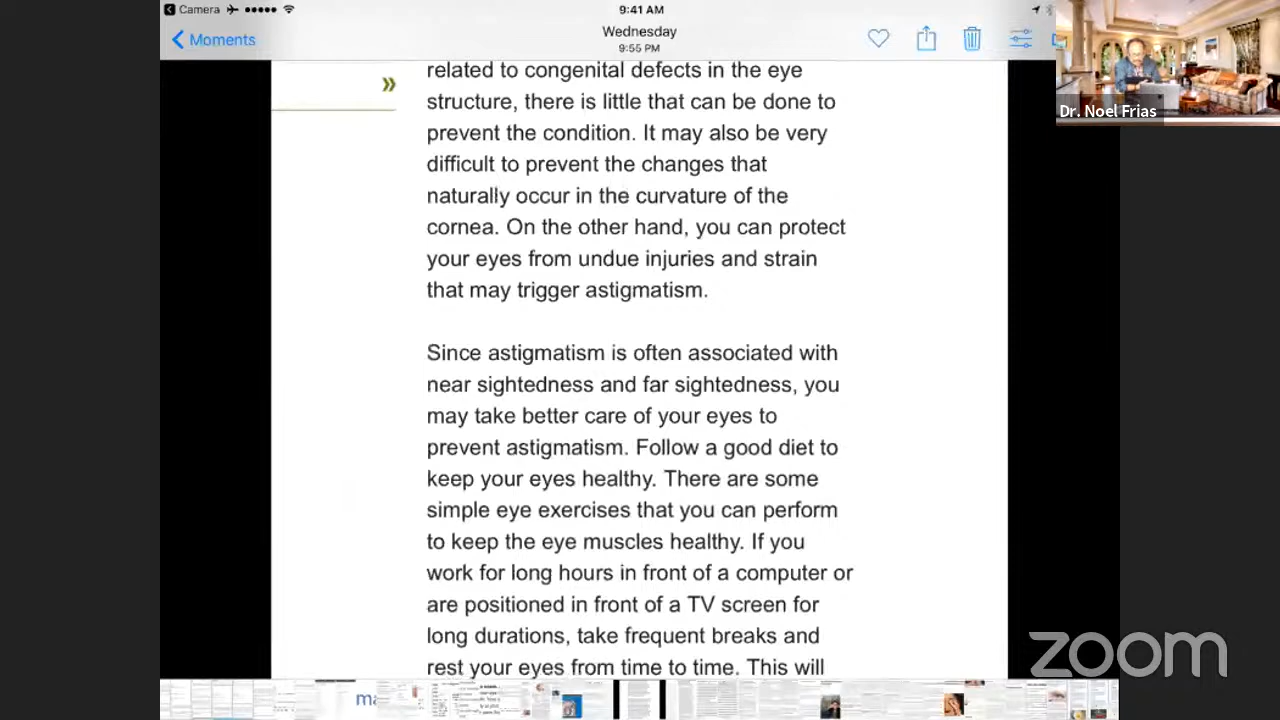 Camera
9:41 AM
Moments
Wednesday
9:55 PM
Dr. Noel Frias
»
related to congenital defects in the eye
structure, there is little that can be done to
prevent the condition. It may also be very
difficult to prevent the changes that
naturally occur in the curvature of the
cornea. On the other hand, you can protect
your eyes from undue injuries and strain
that may trigger astigmatism.
Since astigmatism is often associated with
near sightedness and far sightedness, you
may take better care of your eyes to
prevent astigmatism. Follow a good diet to
keep your eyes healthy. There are some
simple eye exercises that you can perform
to keep the eye muscles healthy. If you
work for long hours in front of a computer or
are positioned in front of a TV screen for
long durations, take frequent breaks and
rest your eyes from time to time. This will
zoom